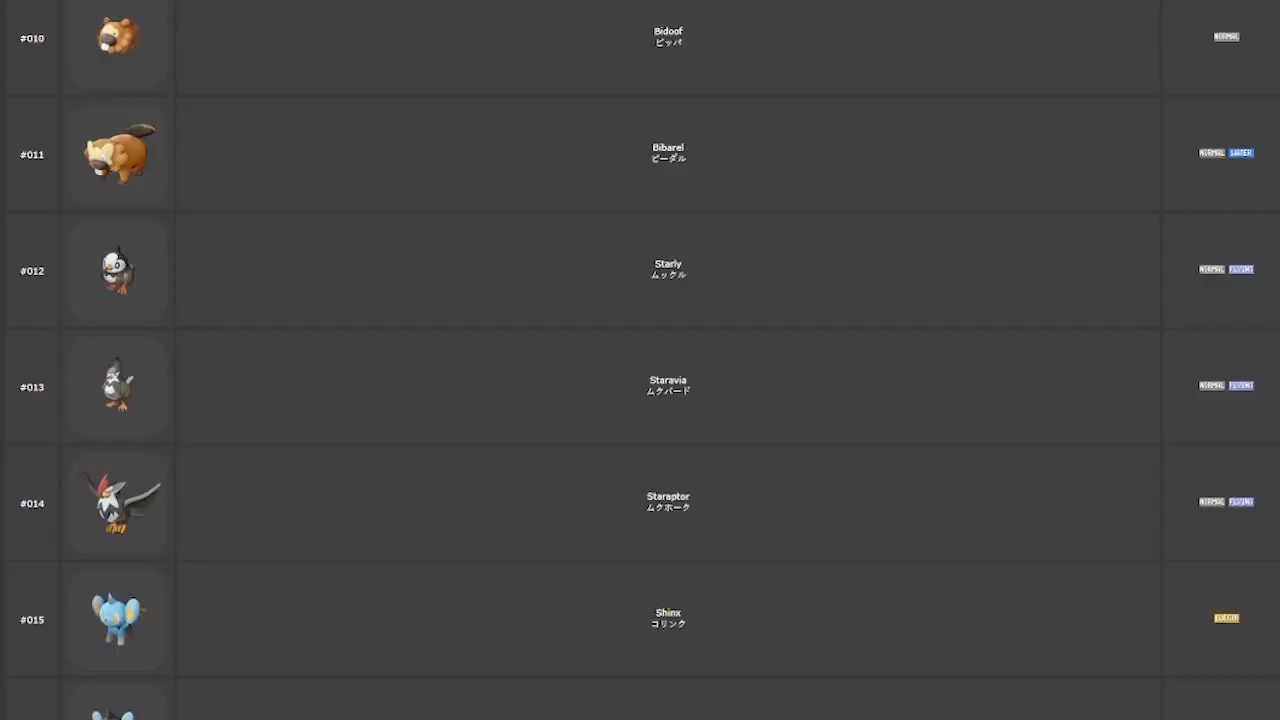 #010
Bidoof
ビッパ
NORMAL
#011
Bibarel
ビーダル
NORMAL WATER
#012
Starly
ムックル
NORMAL FLYING
#013
Staravia
ムクバード
NORMAL FLYING
#014
Staraptor
ムクホーク
NORMAL FLYING
#015
Shinx
コリンク
ELECTR